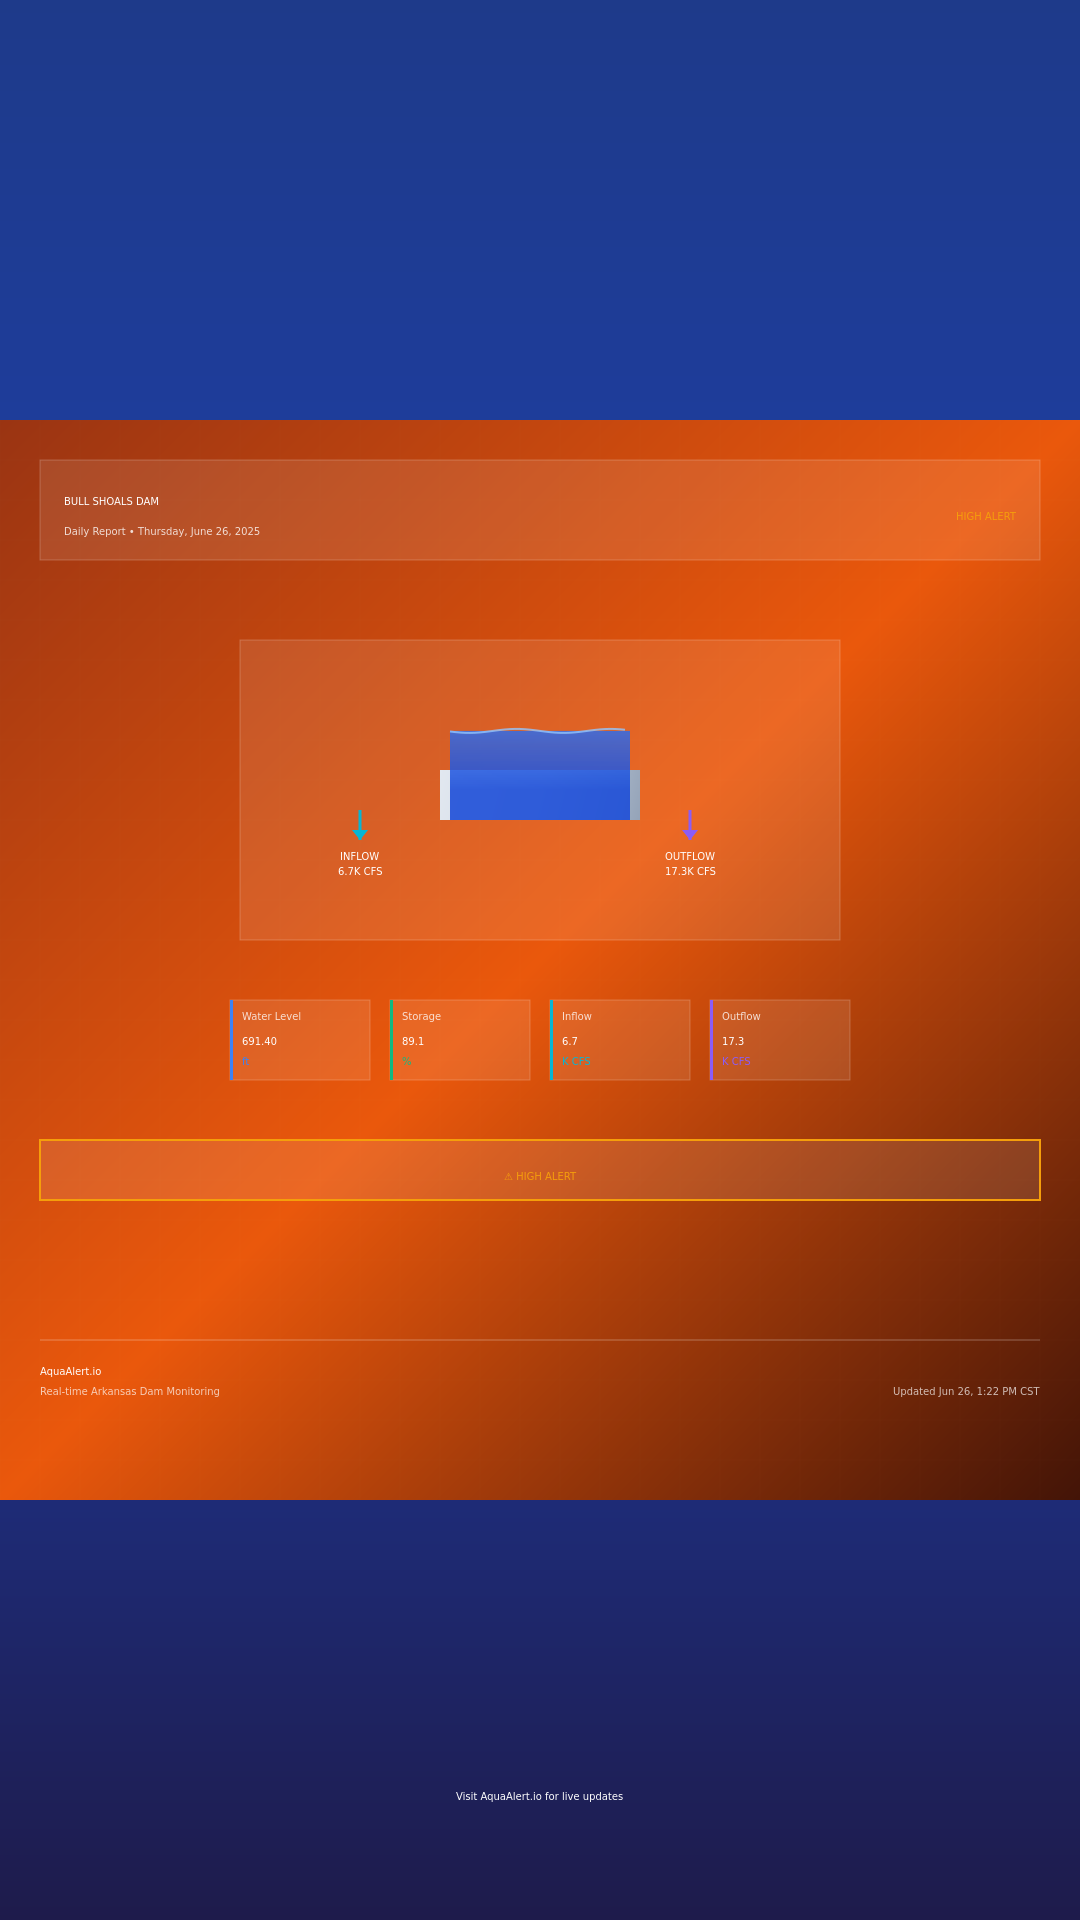 BULL SHOALS DAM
Daily Report • Thursday, June 26, 2025
HIGH ALERT
INFLOW
6.7K CFS
OUTFLOW
17.3K CFS
Water Level
691.40
ft
Storage
89.1
%
Inflow
6.7
K CFS
Outflow
17.3
K CFS
⚠ HIGH ALERT
AquaAlert.io
Real-time Arkansas Dam Monitoring
Updated Jun 26, 1:22 PM CST
Visit AquaAlert.io for live updates